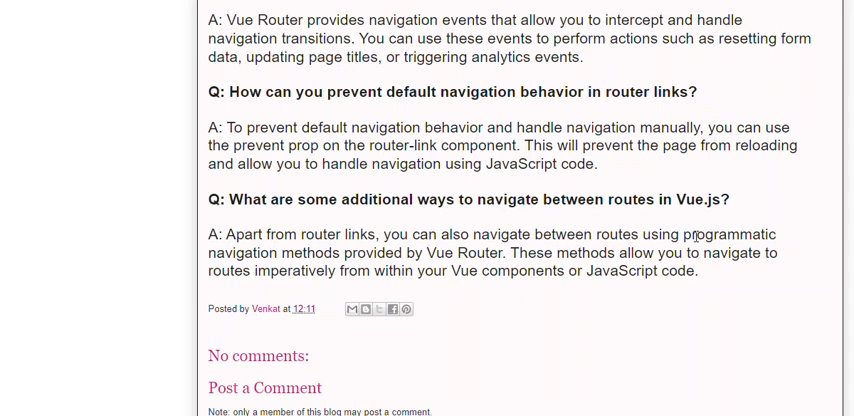 A: Vue Router provides navigation events that allow you to intercept and handle
navigation transitions. You can use these events to perform actions such as resetting form
data, updating page titles, or triggering analytics events.
Q: How can you prevent default navigation behavior in router links?
A: To prevent default navigation behavior and handle navigation manually, you can use
the prevent prop on the router-link component. This will prevent the page from reloading
and allow you to handle navigation using JavaScript code.
Q: What are some additional ways to navigate between routes in Vue.js?
A: Apart from router links, you can also navigate between routes using programmatic
navigation methods provided by Vue Router. These methods allow you to navigate to
routes imperatively from within your Vue components or JavaScript code.
Posted by Venkat at 12:11
No comments:
Post a Comment
Note: only a member of this blog may post a comment.